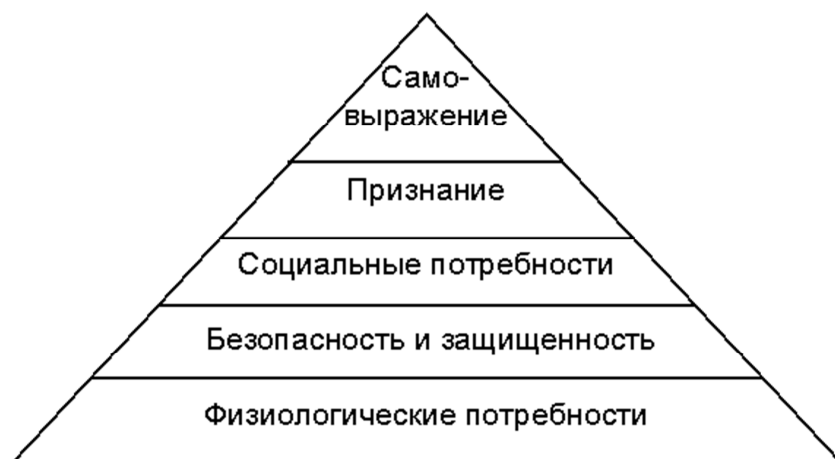 Само-
выражение
Признание
Социальные потребности
Безопасность и защищенность
Физиологические потребности